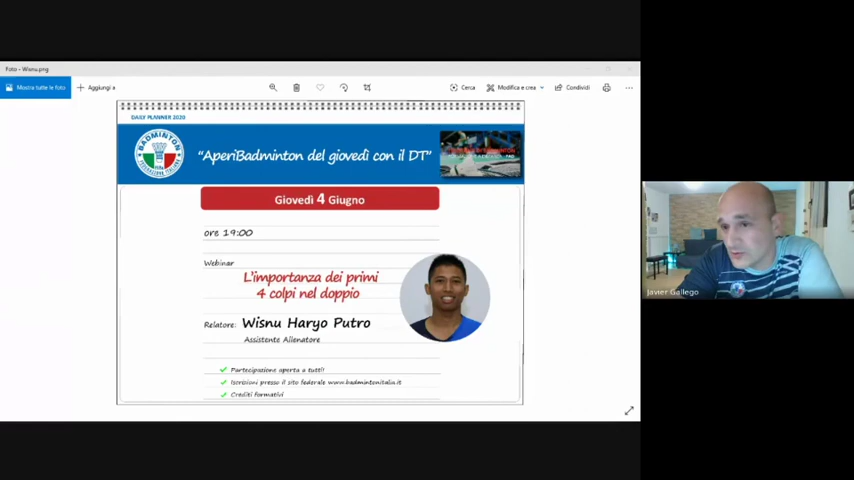 Foto - Wisnu.png
Mostra tutte le foto
Aggiungi a
Cerca
Modifica e crea
Condividi
DAILY PLANNER 2020
BADMINTON
"AperiBadminton del giovedì con il DT"
Giovedì 4 Giugno
ore 19:00
Webinar
L'importanza dei primi
4 colpi nel doppio
Relatore: Wisnu Haryo Putro
Assistente Allenatore
Partecipazione aperta a tutti!
Iscrizioni presso il sito federale www.badmintonitalia.it
Crediti formativi
Javier Gallego